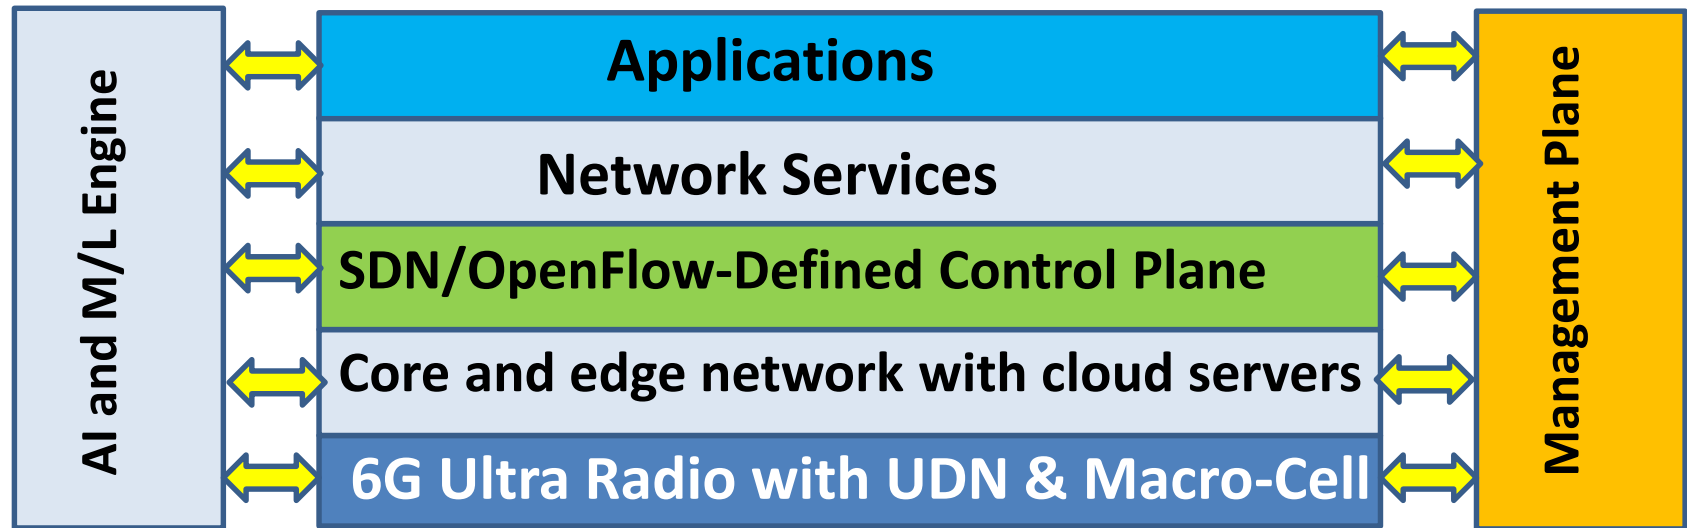 AI and M/L Engine
Applications
Network Services
SDN/OpenFlow-Defined Control Plane
Core and edge network with cloud servers
6G Ultra Radio with UDN & Macro-Cell
Management Plane